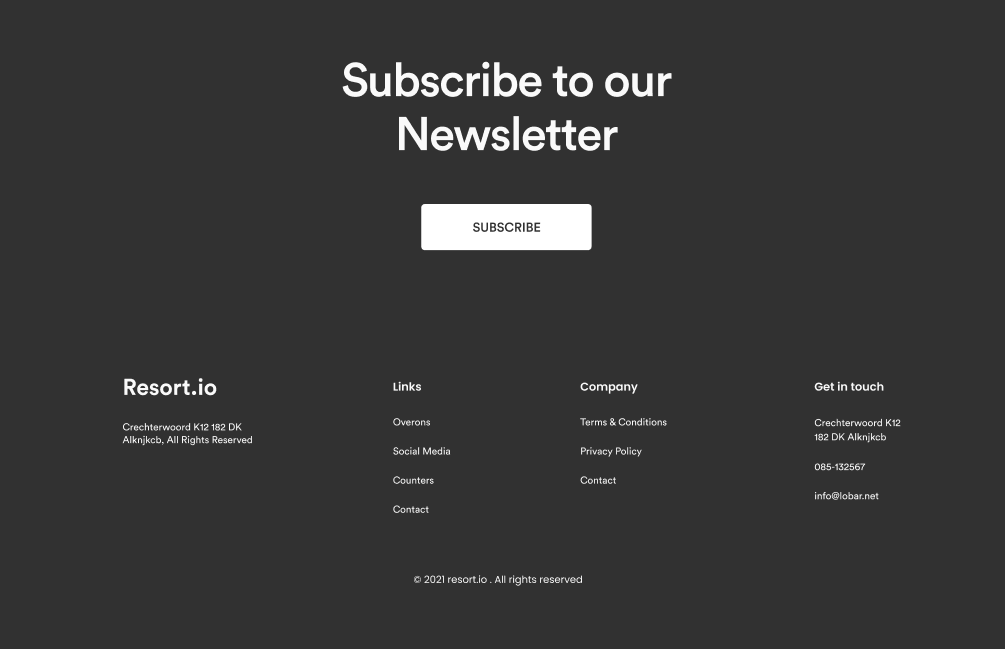 Subscribe to our
Newsletter
SUBSCRIBE
Resort.io
Crechterwoord K12 182 DK
Alknjkcb, All Rights Reserved
Links
Overons
Social Media
Counters
Contact
Company
Terms & Conditions
Privacy Policy
Contact
Get in touch
Crechterwoord K12
182 DK Alknjkcb
085-132567
info@lobar.net
© 2021 resort.io . All rights reserved